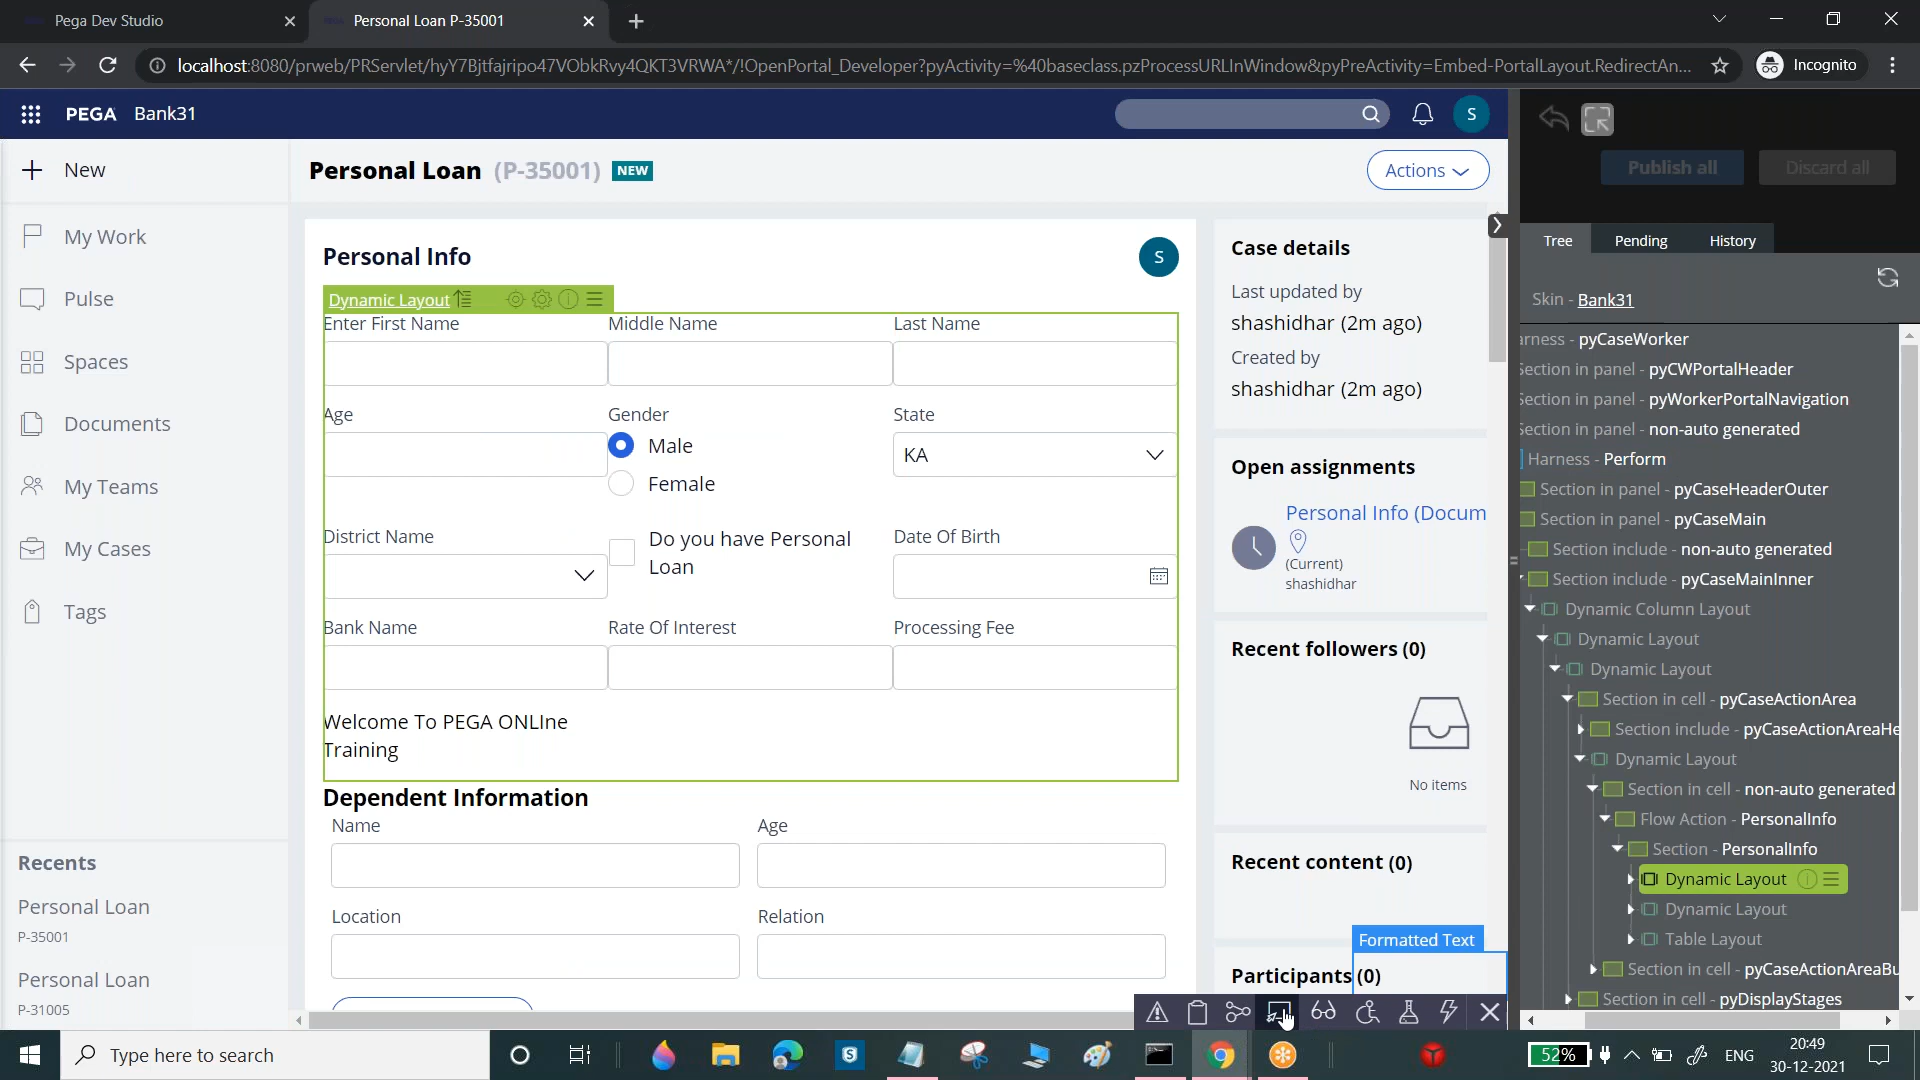 Pega Dev Studio
Personal Loan P-35001
localhost:8080/prweb/PRServlet/hyY7Bjtfajripo47VObkRvy4QKT3VRWA*/!OpenPortal_Developer?pyActivity=%40baseclass.pzProcessURLInWindow&pyPreActivity=Embed-PortalLayout.RedirectAn...
Incognito
PEGA Bank31
S
New
Personal Loan (P-35001) NEW
Actions
My Work
Pulse
Spaces
Documents
My Teams
My Cases
Tags
Recents
Personal Loan
P-35001
Personal Loan
P-31005
Personal Info
S
Dynamic Layout
Enter First Name
Middle Name
Last Name
Age
Gender
State
Male
KA
Female
District Name
Do you have Personal
Loan
Date Of Birth
Bank Name
Rate Of Interest
Processing Fee
Welcome To PEGA ONLIne
Training
Dependent Information
Name
Age
Location
Relation
Case details
Last updated by
shashidhar (2m ago)
Created by
shashidhar (2m ago)
Open assignments
Personal Info (Docum
(Current)
shashidhar
Recent followers (0)
No items
Recent content (0)
Formatted Text
Participants (0)
Publish all
Discard all
Tree
Pending
History
Skin - Bank31
arness - pyCaseWorker
Section in panel - pyCWPortalHeader
Section in panel - pyWorkerPortalNavigation
Section in panel - non-auto generated
Harness - Perform
Section in panel - pyCaseHeaderOuter
Section in panel - pyCaseMain
Section include - non-auto generated
Section include - pyCaseMainInner
Dynamic Column Layout
Dynamic Layout
Dynamic Layout
Section in cell - pyCaseActionArea
Section include - pyCaseActionAreaHe
Dynamic Layout
Section in cell - non-auto generated
Flow Action - PersonalInfo
Section - PersonalInfo
Dynamic Layout
Dynamic Layout
Table Layout
Section in cell - pyCaseActionAreaBu
Section in cell - pyDisplayStages
Type here to search
52%
ENG
20:49
30-12-2021